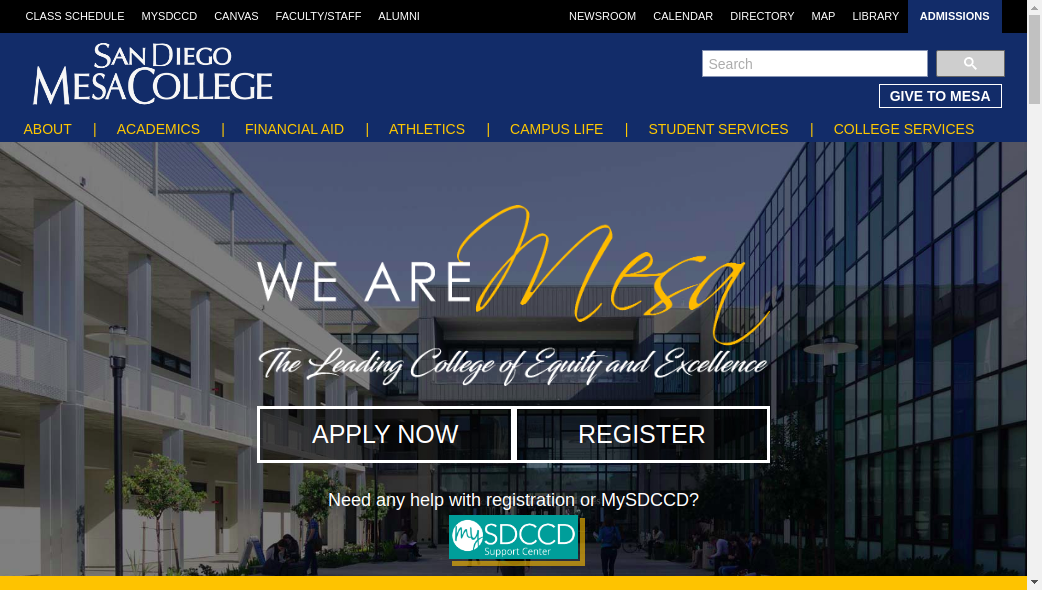 CLASS SCHEDULE MYSDCCD CANVAS FACULTY/STAFF ALUMNI NEWSROOM CALENDAR DIRECTORY MAP LIBRARY ADMISSIONS
SAN DIEGO
MESA COLLEGE
Search
GIVE TO MESA
ABOUT | ACADEMICS | FINANCIAL AID | ATHLETICS | CAMPUS LIFE | STUDENT SERVICES | COLLEGE SERVICES
WE ARE Mesa
The Leading College of Equity and Excellence
APPLY NOW REGISTER
Need any help with registration or MySDCCD?
mySDCCD
Support Center